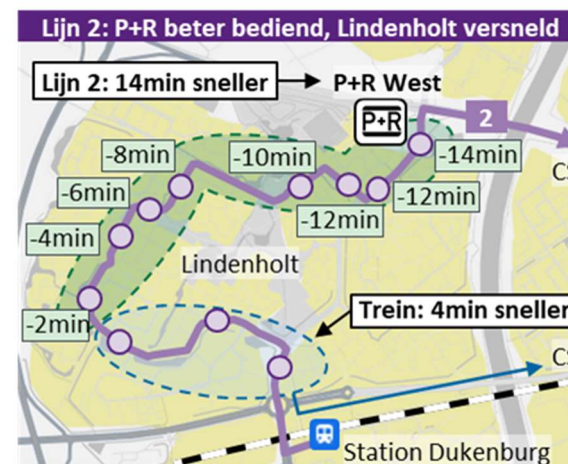 Lijn 2: P+R beter bediend, Lindenholt versneld
Lijn 2: 14min sneller
P+R West
P+R
2
-8min
-10min
-14min
-6min
-12min
-12min
-4min
Lindenholt
-2min
Trein: 4min sneller
Station Dukenburg